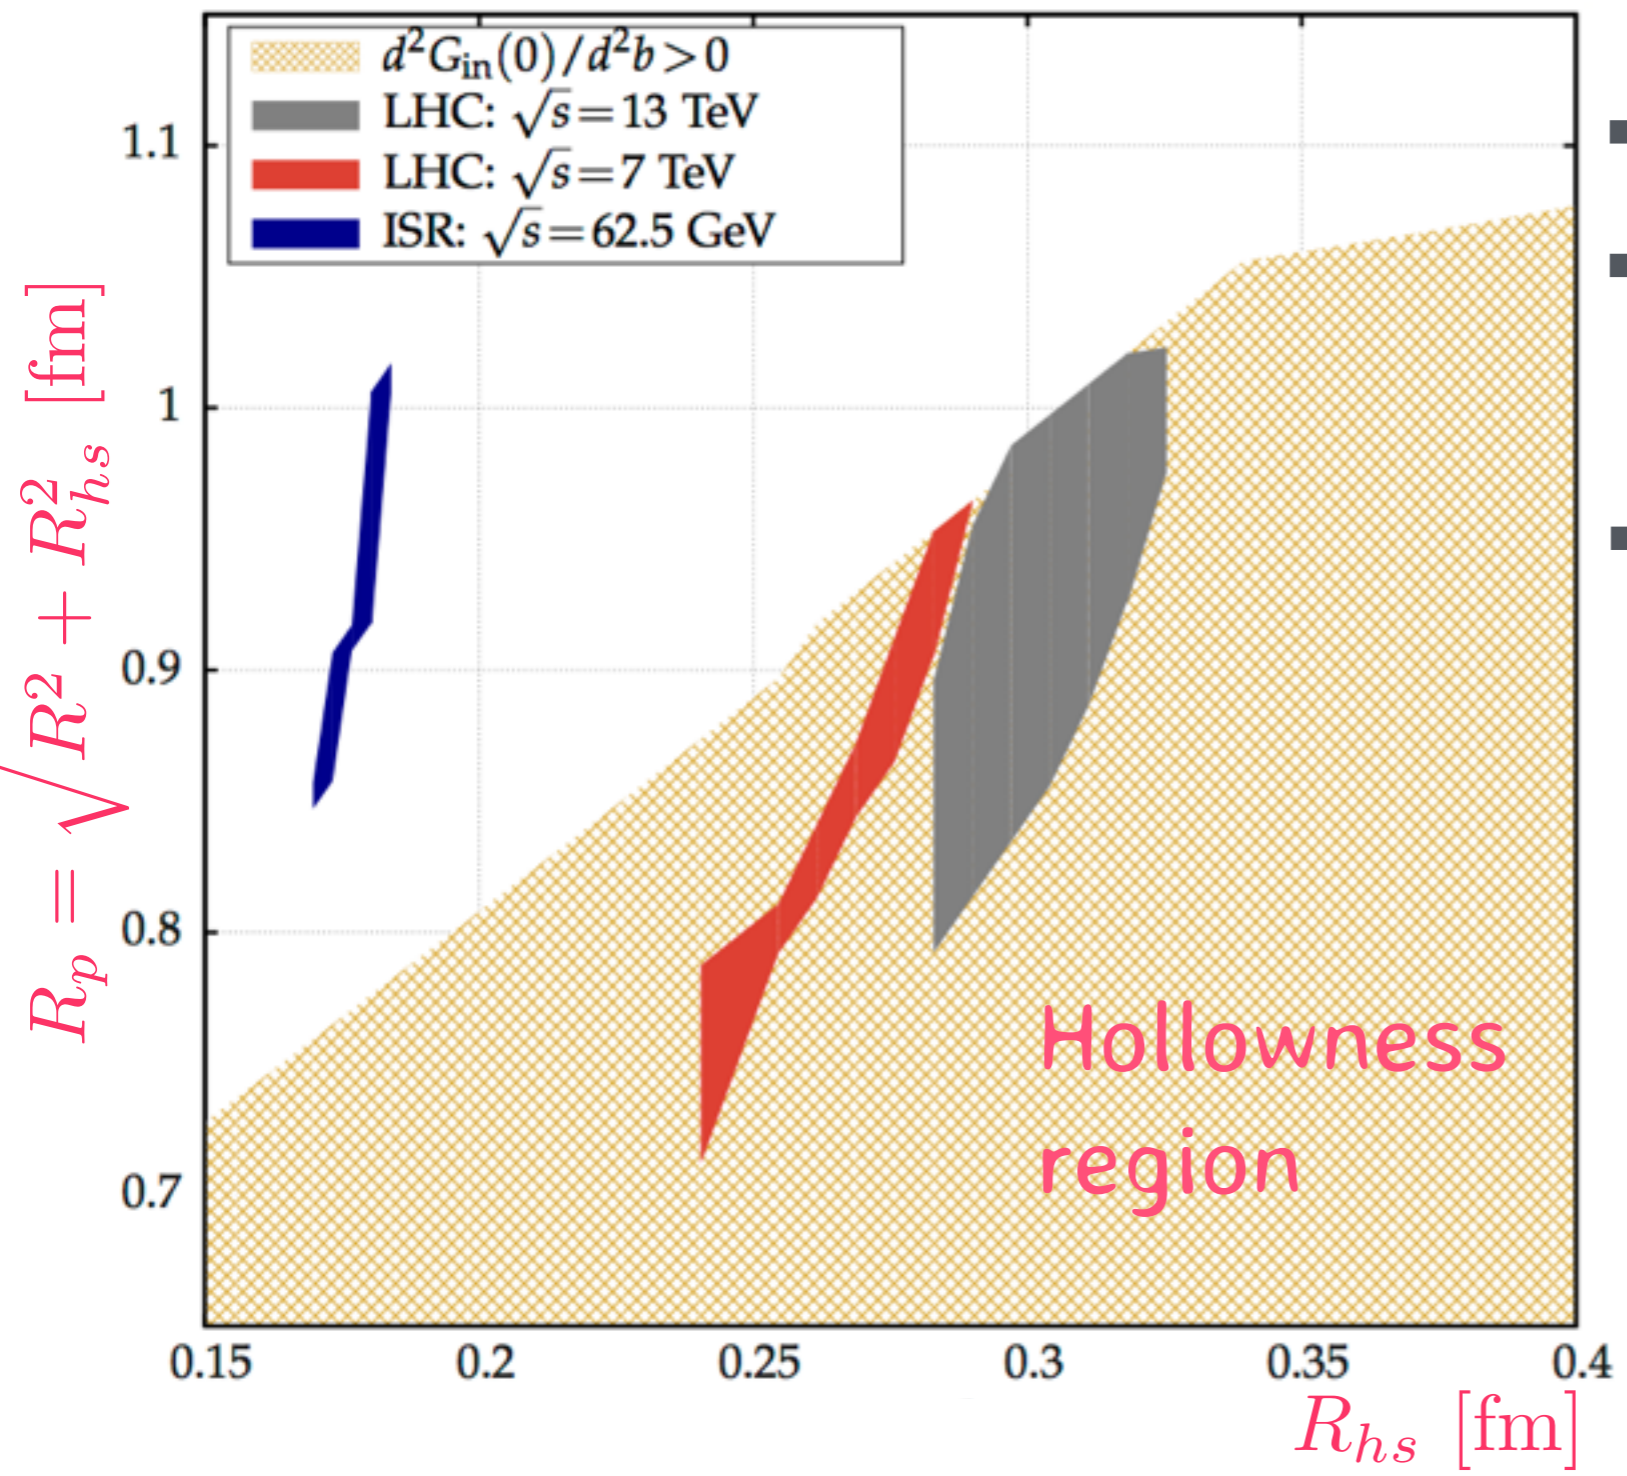 d²G_in(0)/d²b > 0
LHC: √s = 13 TeV
LHC: √s = 7 TeV
ISR: √s = 62.5 GeV
R_p = √(R² + R²_hs) [fm]
1.1
1
0.9
0.8
0.7
Hollowness
region
0.15 0.2 0.25 0.3 0.35 0.4
R_hs [fm]